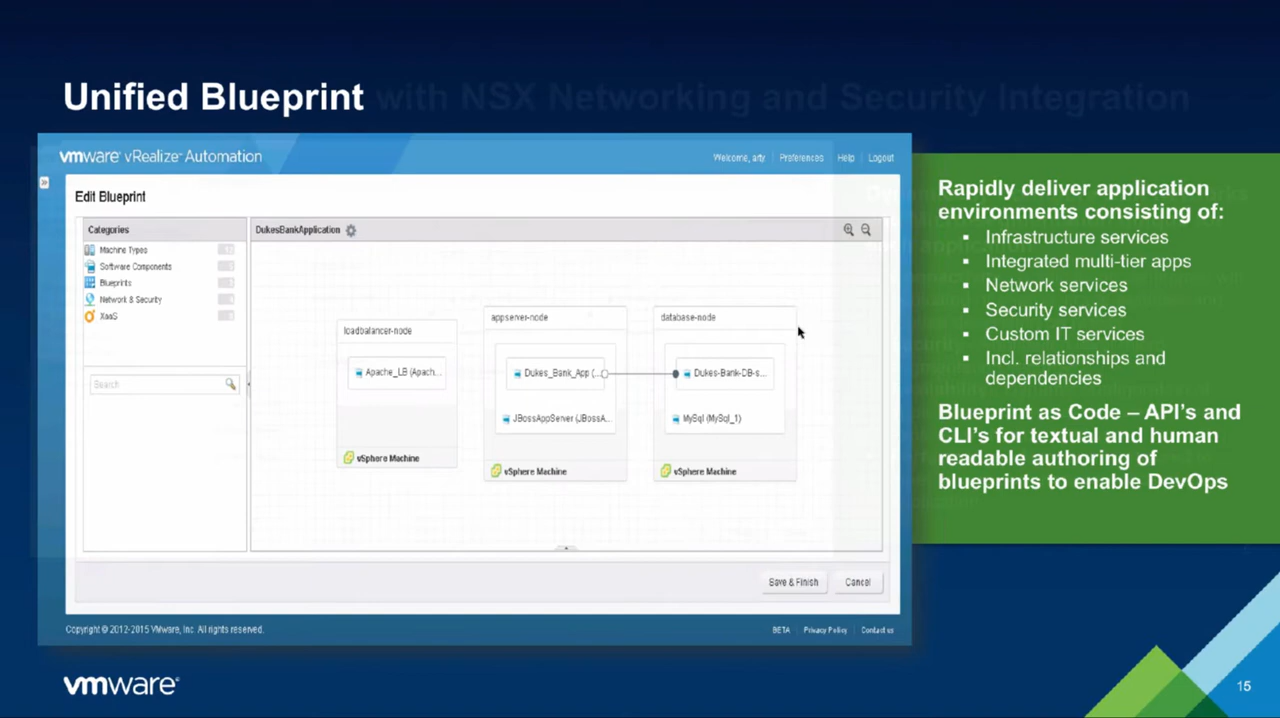 Unified Blueprint with NSX Networking and Security Integration
vmware vRealize Automation
Welcome, arty
Preferences
Help
Logout
Edit Blueprint
Categories
Machine Types
Software Components
Blueprints
Network & Security
XaaS
Search
DukesBankApplication
loadbalancer-node
Apache_LB (Apach...
vSphere Machine
appserver-node
Dukes_Bank_App (...
JBossAppServer (JBossA...
vSphere Machine
database-node
Dukes-Bank-DB-s...
MySql (MySql_1)
vSphere Machine
Save & Finish
Cancel
Copyright © 2012-2015 VMware, Inc. All rights reserved.
BETA
Privacy Policy
Contact us
Rapidly deliver application
environments consisting of:
▪ Infrastructure services
▪ Integrated multi-tier apps
▪ Network services
▪ Security services
▪ Custom IT services
▪ Incl. relationships and
dependencies
Blueprint as Code – API's and
CLI's for textual and human
readable authoring of
blueprints to enable DevOps
vmware
15